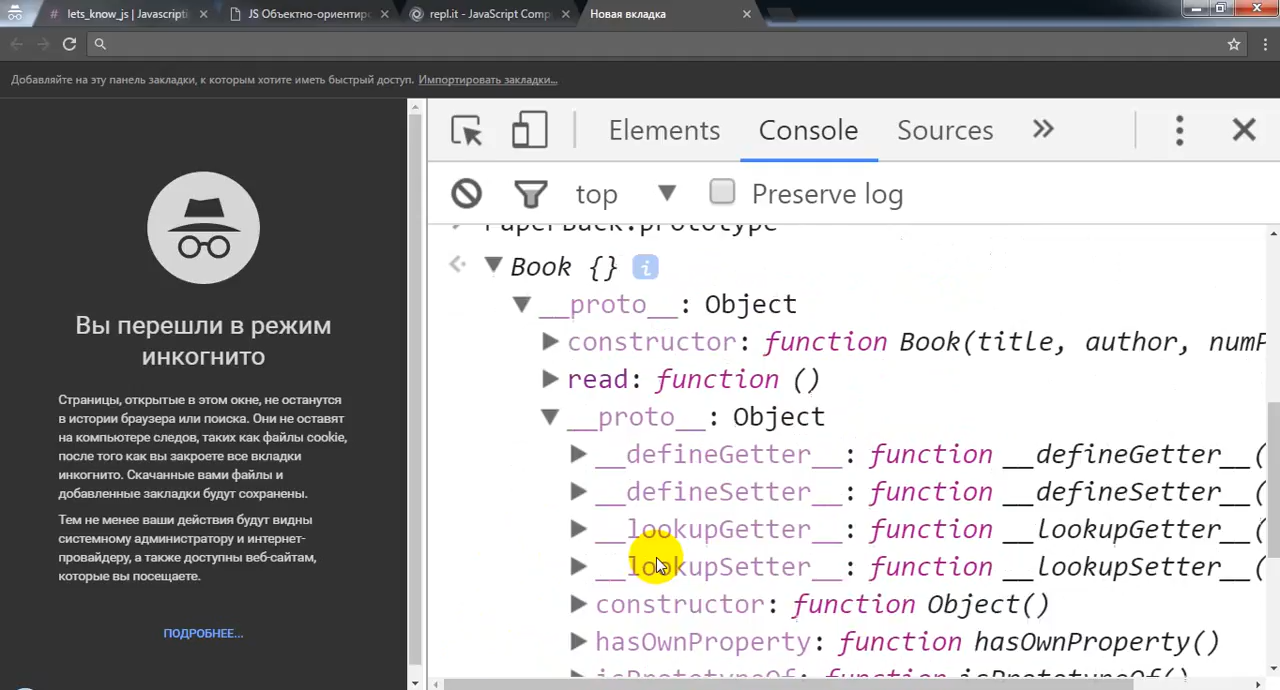 # lets_know_js | Javascripti
JS Объектно-ориентир
repl.it - JavaScript Comp
Новая вкладка
Добавляйте на эту панель закладки, к которым хотите иметь быстрый доступ. Импортировать закладки...
Вы перешли в режим
инкогнито
Страницы, открытые в этом окне, не останутся
в истории браузера или поиска. Они не оставят
на компьютере следов, таких как файлы cookie,
после того как вы закроете все вкладки
инкогнито. Скачанные вами файлы и
добавленные закладки будут сохранены.
Тем не менее ваши действия будут видны
системному администратору и интернет-
провайдеру, а также доступны веб-сайтам,
которые вы посещаете.
ПОДРОБНЕЕ...
Elements Console Sources »
top ▼ Preserve log
PaperBack.prototype
▼ Book {} i
▼ __proto__: Object
▶ constructor: function Book(title, author, numP
▶ read: function ()
▼ __proto__: Object
▶ __defineGetter__: function __defineGetter__(
▶ __defineSetter__: function __defineSetter__(
▶ __lookupGetter__: function __lookupGetter__(
▶ __lookupSetter__: function __lookupSetter__(
▶ constructor: function Object()
▶ hasOwnProperty: function hasOwnProperty()
▶ isPrototypeOf: function isPrototypeOf()